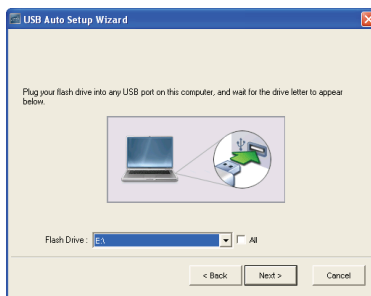 USB Auto Setup Wizard
Plug your flash drive into any USB port on this computer, and wait for the drive letter to appear
below.
Flash Drive : E:\ All
< Back Next > Cancel